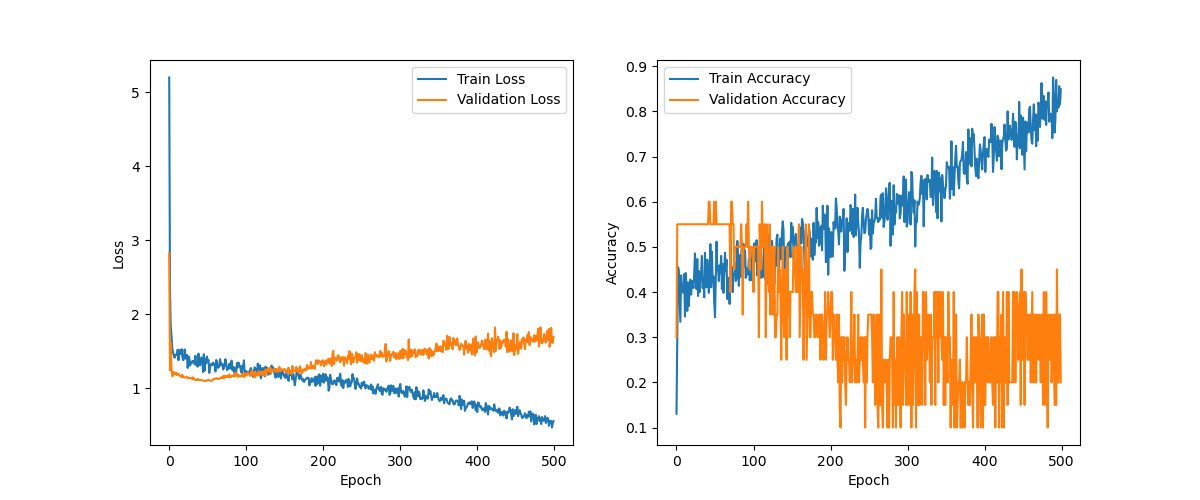 Train Loss
Validation Loss
5
4
3
2
1
Loss
0 100 200 300 400 500
Epoch
Train Accuracy
Validation Accuracy
0.9
0.8
0.7
0.6
0.5
0.4
0.3
0.2
0.1
Accuracy
0 100 200 300 400 500
Epoch